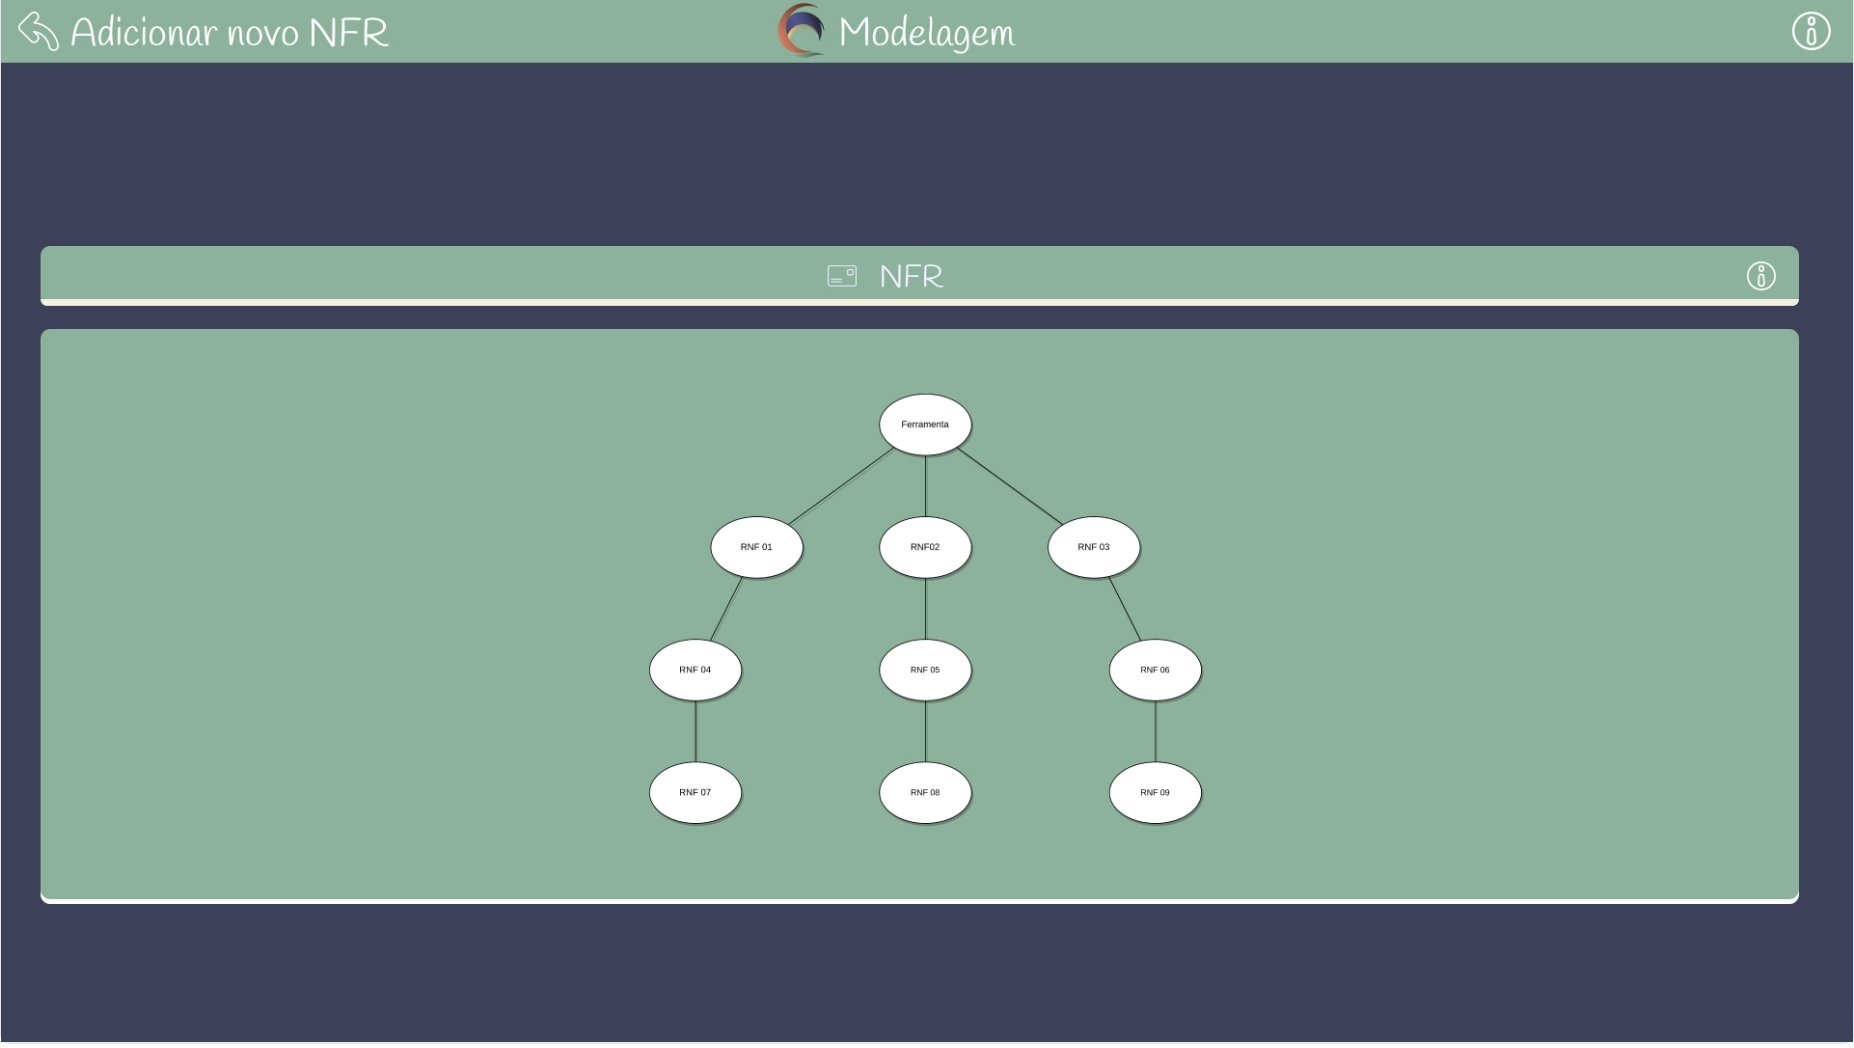 Adicionar novo NFR
Modelagem
NFR
Ferramenta
RNF 01
RNF02
RNF 03
RNF 04
RNF 05
RNF 06
RNF 07
RNF 08
RNF 09